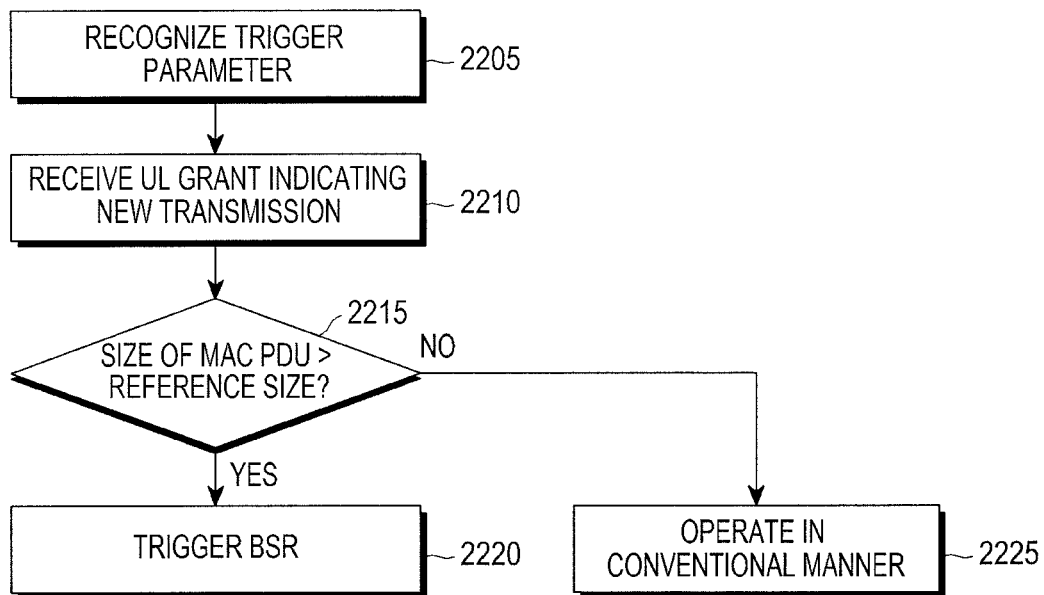 RECOGNIZE TRIGGER
PARAMETER
2205
RECEIVE UL GRANT INDICATING
NEW TRANSMISSION
2210
2215
SIZE OF MAC PDU >
REFERENCE SIZE?
NO
YES
TRIGGER BSR
2220
OPERATE IN
CONVENTIONAL MANNER
2225